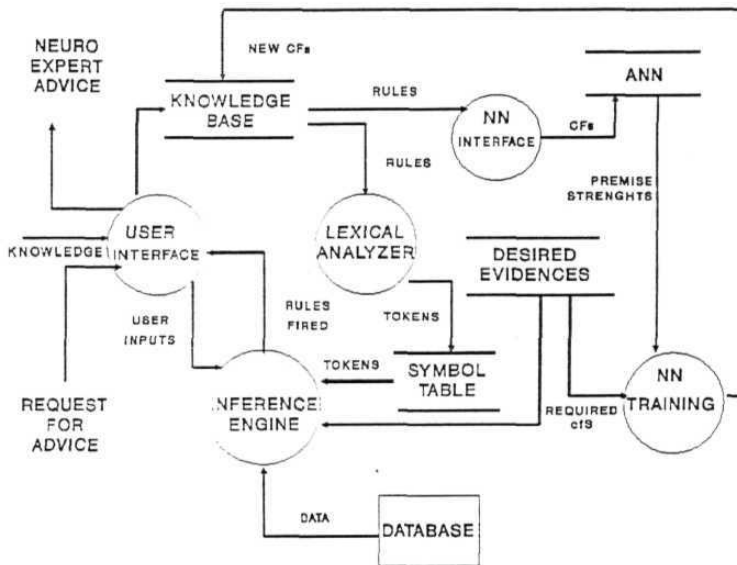 NEURO
EXPERT
ADVICE
NEW CFs
KNOWLEDGE
BASE
RULES
NN
INTERFACE
CFs
ANN
RULES
PREMISE
STRENGHTS
USER
INTERFACE
KNOWLEDGE
LEXICAL
ANALYZER
DESIRED
EVIDENCES
USER
INPUTS
RULES
FIRED
TOKENS
TOKENS
SYMBOL
TABLE
REQUEST
FOR
ADVICE
INFERENCE
ENGINE
REQUIRED
cfS
NN
TRAINING
DATA
DATABASE